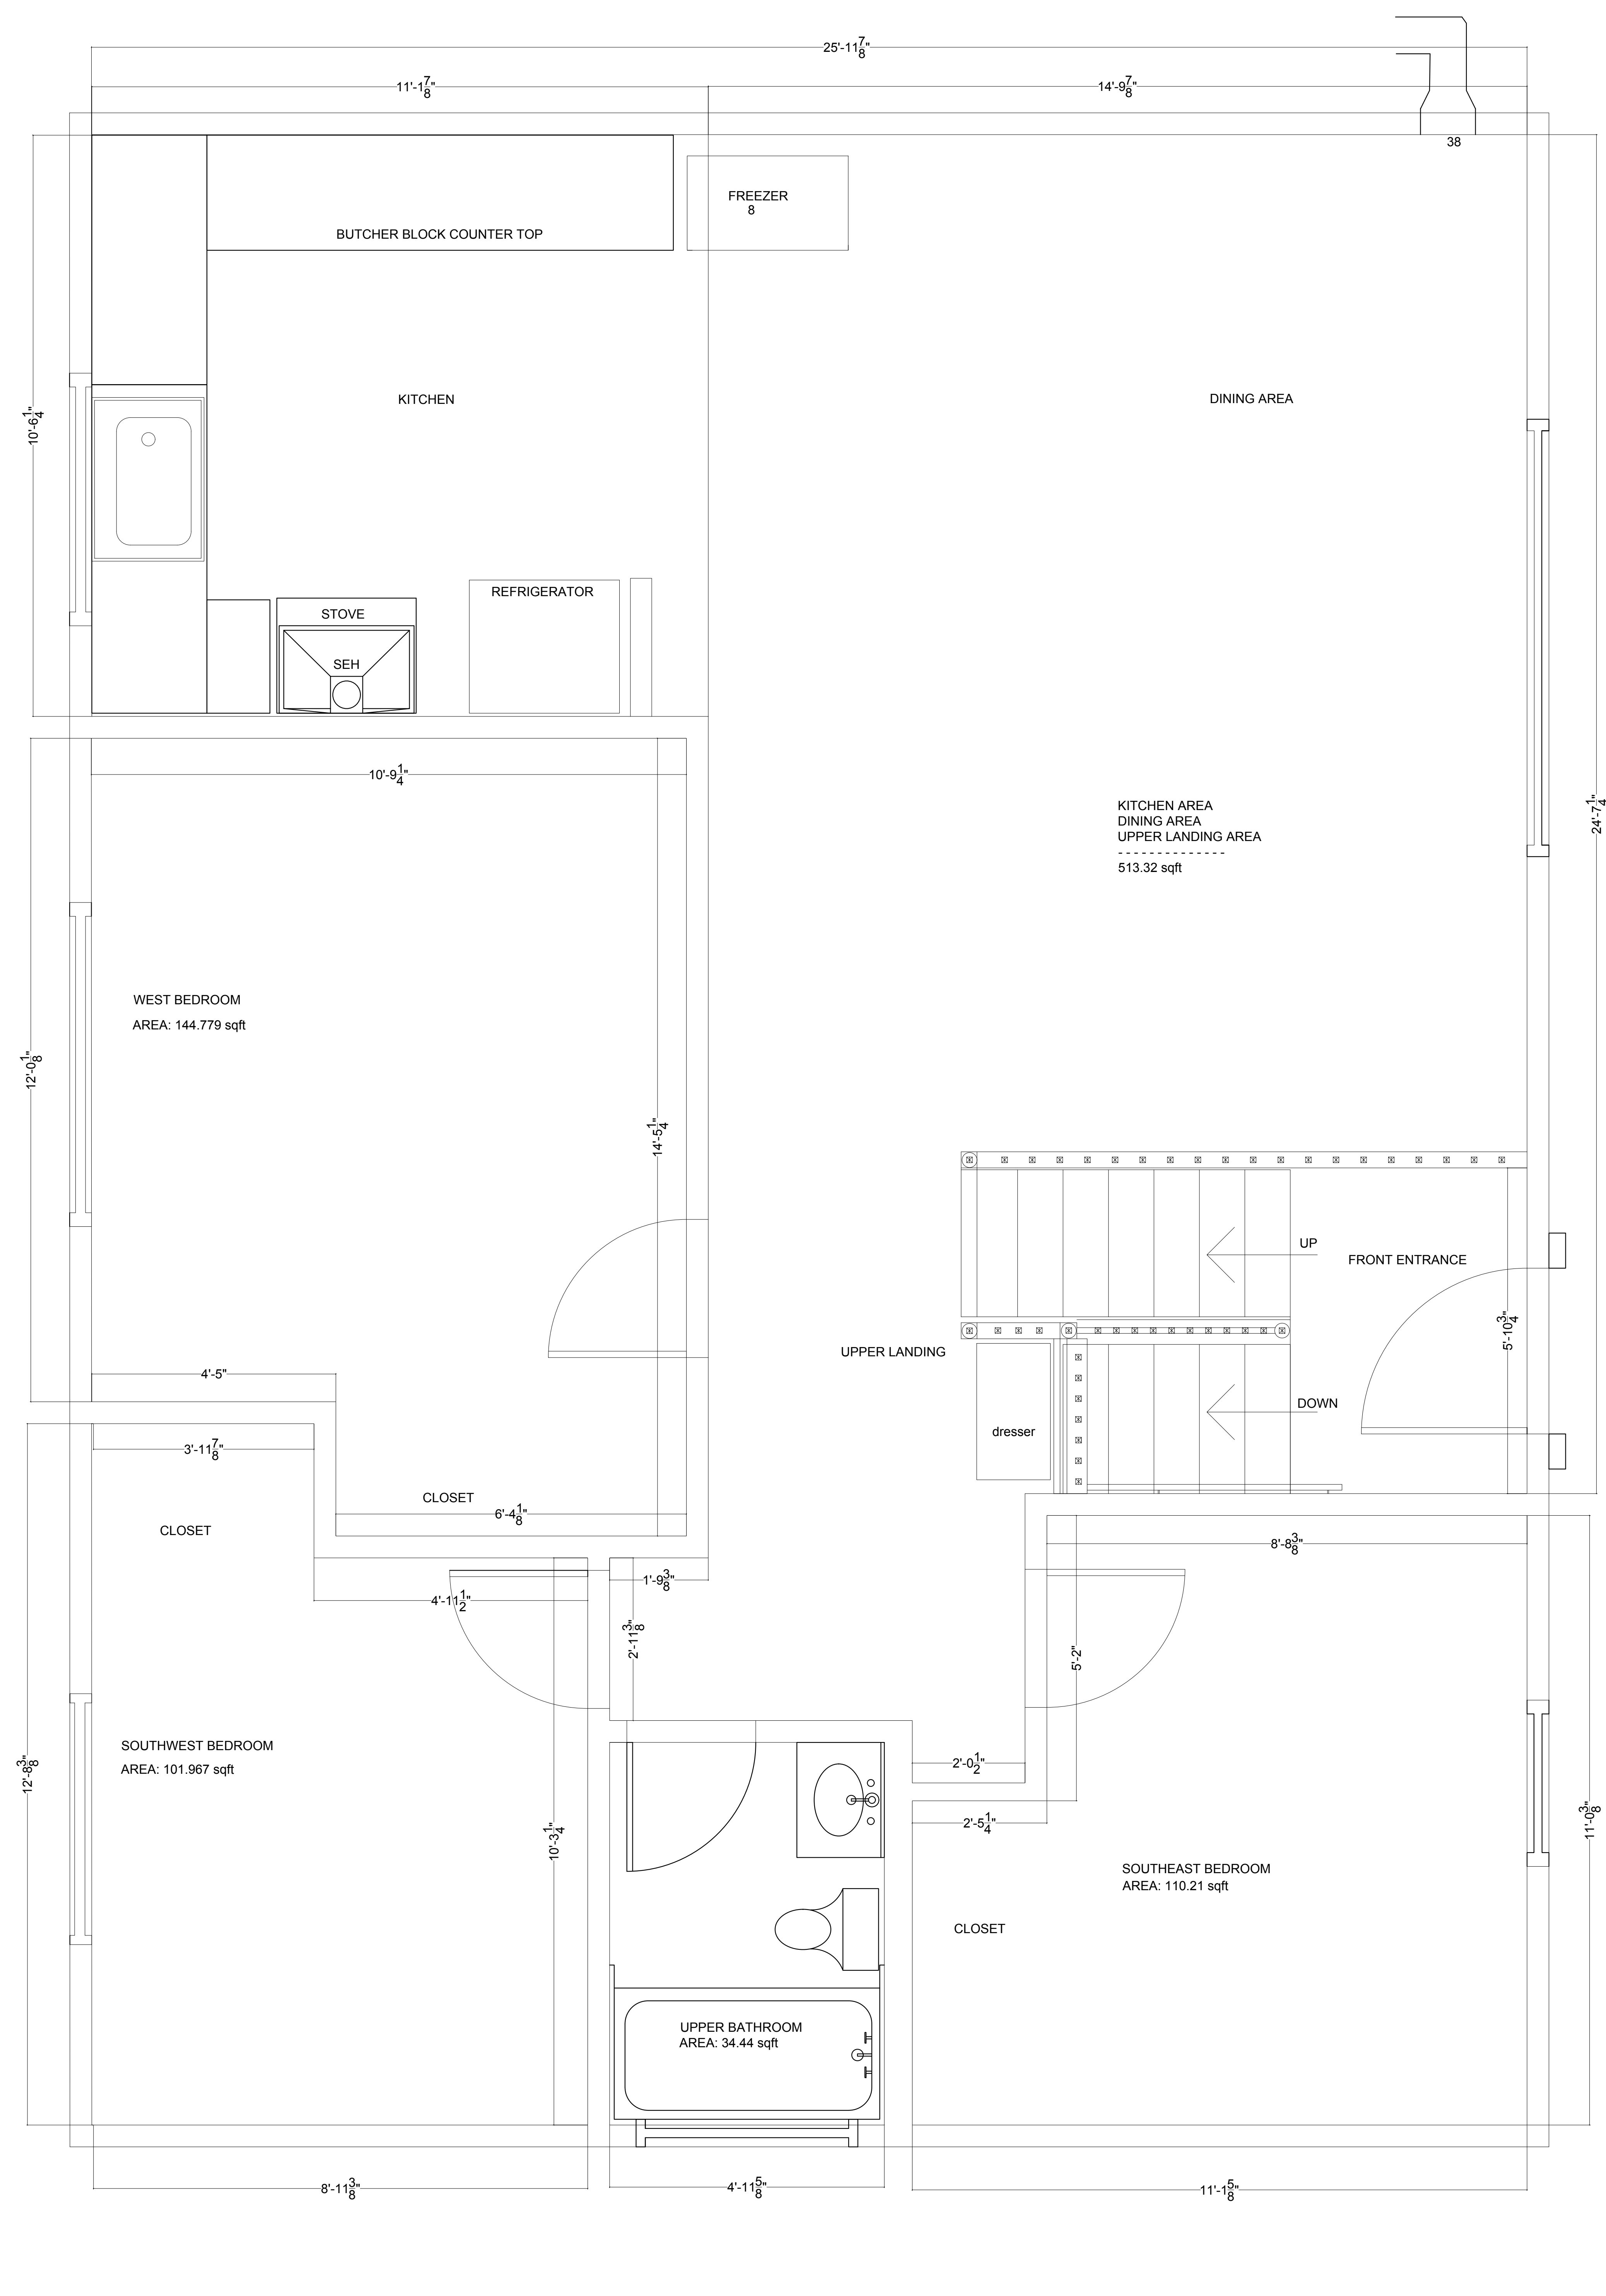 25'-11 7/8"
11'-1 7/8"
14'-9 7/8"
38
FREEZER
8
BUTCHER BLOCK COUNTER TOP
KITCHEN
DINING AREA
10'-6 1/4"
REFRIGERATOR
STOVE
SEH
10'-9 1/4"
KITCHEN AREA
DINING AREA
UPPER LANDING AREA
- - - - - - - - - - - - - -
513.32 sqft
24'-7 1/4"
WEST BEDROOM
AREA: 144.779 sqft
12'-0 1/8"
14'-5 1/4"
UP
FRONT ENTRANCE
5'-10 3/4"
UPPER LANDING
4'-5"
DOWN
dresser
3'-11 7/8"
CLOSET
6'-4 1/8"
CLOSET
8'-8 3/8"
1'-9 3/8"
4'-11 1/2"
2'-11 3/8"
5'-2"
SOUTHWEST BEDROOM
AREA: 101.967 sqft
12'-8 3/8"
2'-0 1/2"
2'-5 1/4"
11'-0 3/8"
10'-3 1/4"
SOUTHEAST BEDROOM
AREA: 110.21 sqft
CLOSET
UPPER BATHROOM
AREA: 34.44 sqft
8'-11 3/8"
4'-11 5/8"
11'-1 5/8"